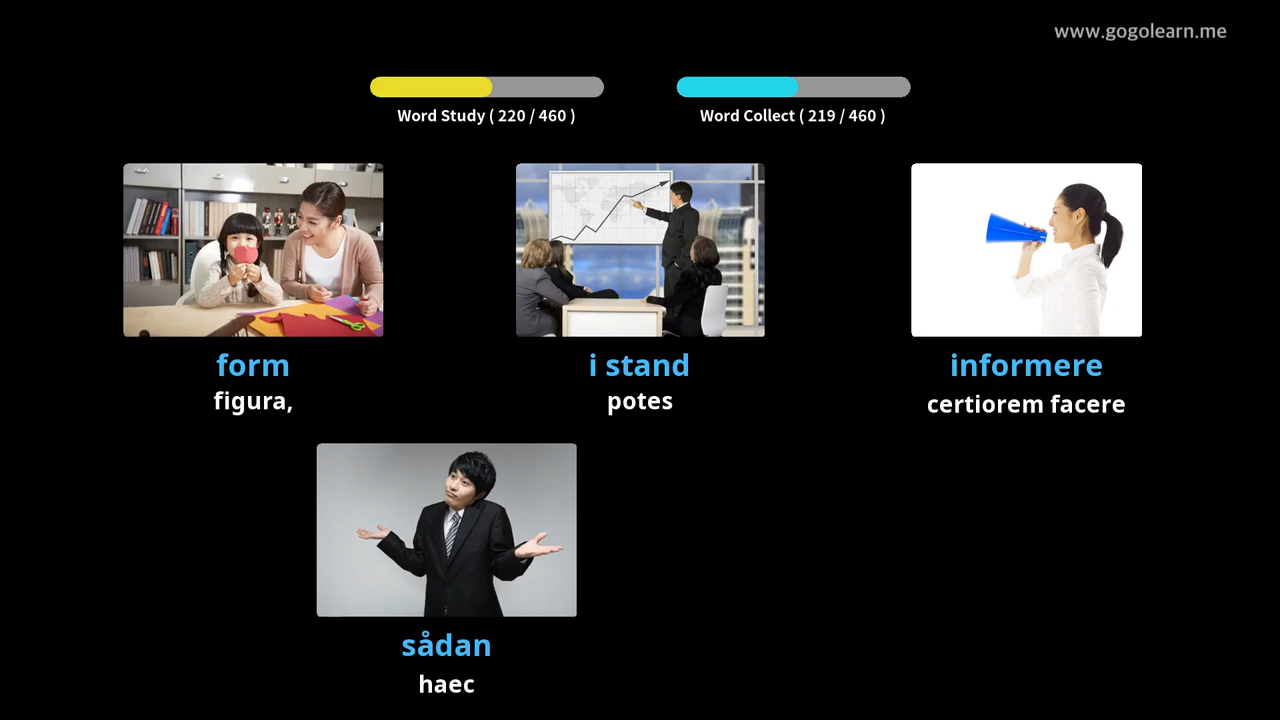 www.gogolearn.me
Word Study ( 220 / 460 )
Word Collect ( 219 / 460 )
form
figura,
i stand
potes
informere
certiorem facere
sådan
haec